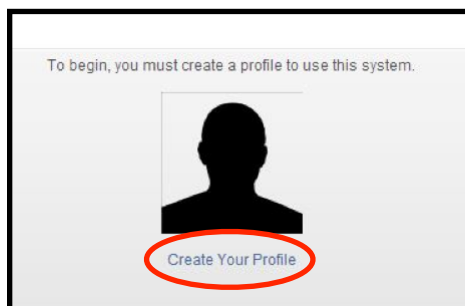 To begin, you must create a profile to use this system.
Create Your Profile